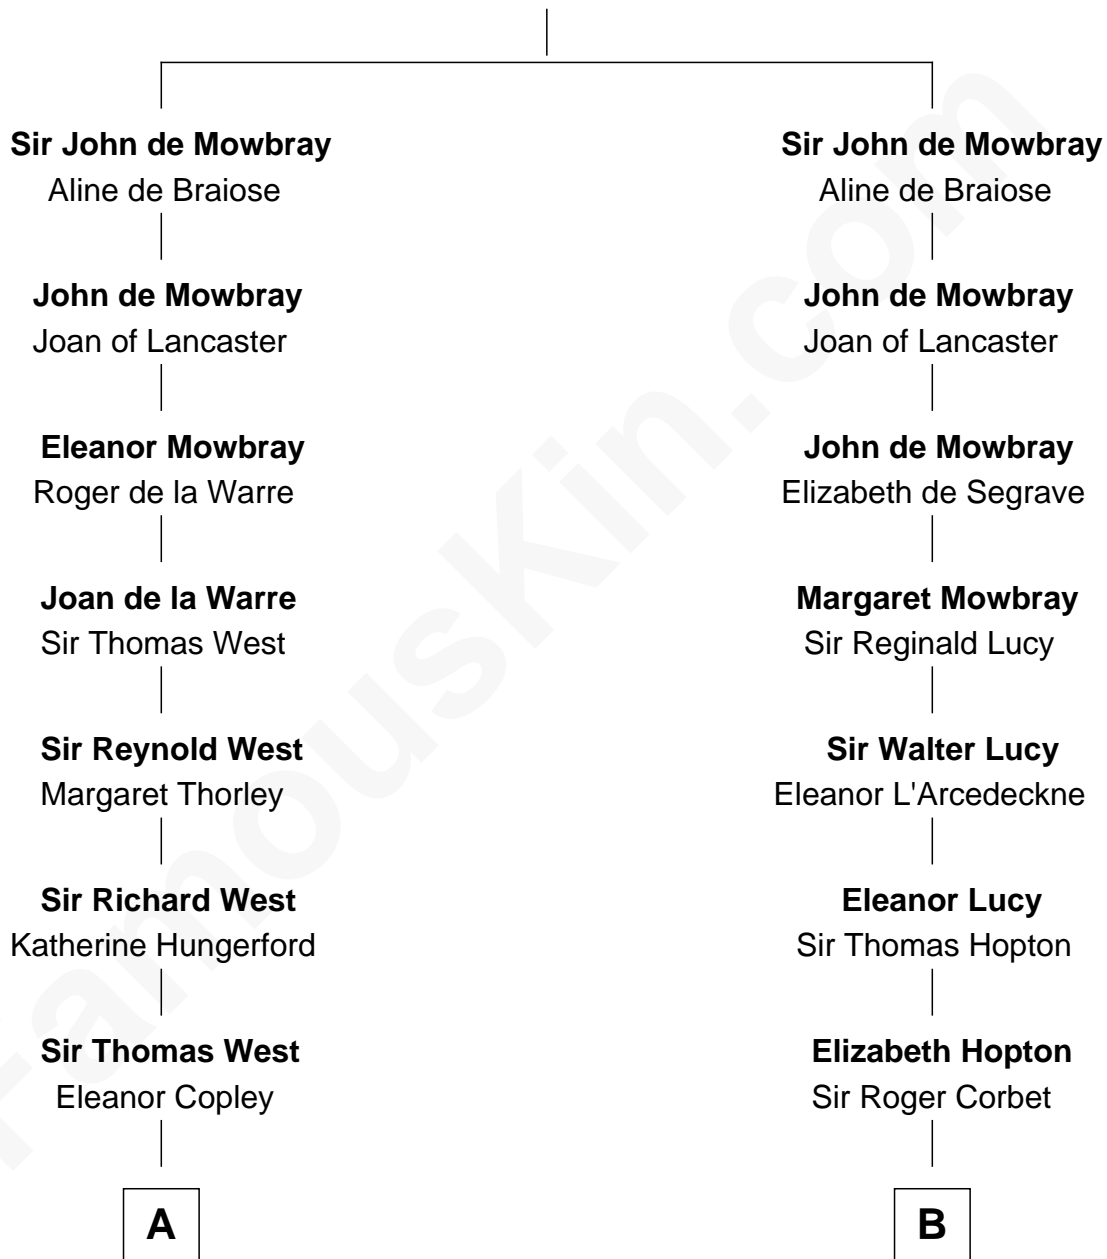 Sir John de Mowbray
Aline de Braiose
John de Mowbray
Joan of Lancaster
Eleanor Mowbray
Roger de la Warre
Joan de la Warre
Sir Thomas West
Sir Reynold West
Margaret Thorley
Sir Richard West
Katherine Hungerford
Sir Thomas West
Eleanor Copley
A
Sir John de Mowbray
Aline de Braiose
John de Mowbray
Joan of Lancaster
John de Mowbray
Elizabeth de Segrave
Margaret Mowbray
Sir Reginald Lucy
Sir Walter Lucy
Eleanor L'Arcedeckne
Eleanor Lucy
Sir Thomas Hopton
Elizabeth Hopton
Sir Roger Corbet
B
FamousKin.com